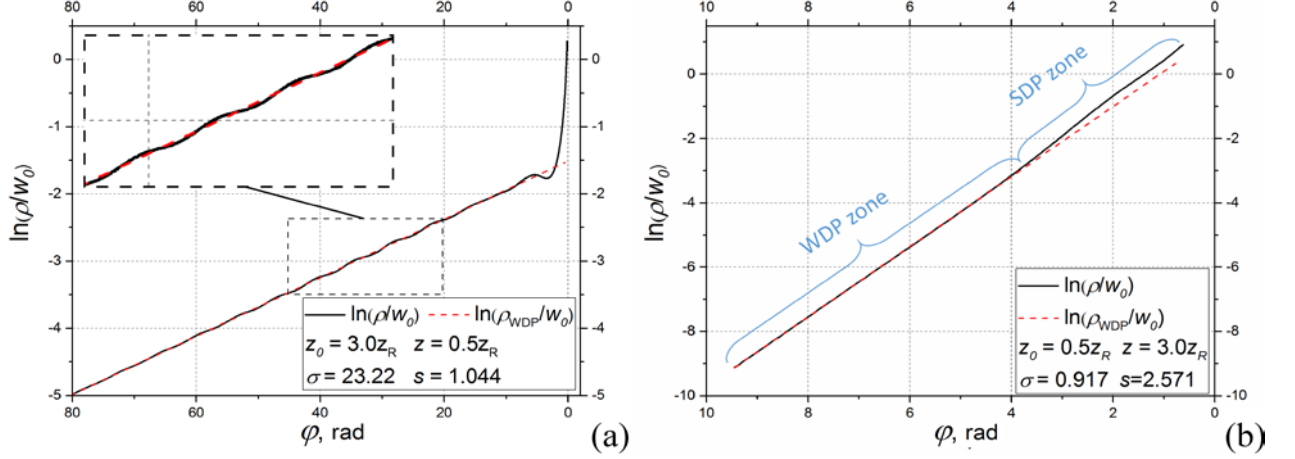 80 60 40 20 0
0
-1
-2
-3
-4
-5
ln(ρ/w0)
0
-1
-2
-3
-4
-5
ln(ρ/w0) ln(ρWDP/w0)
z0 = 3.0zR z = 0.5zR
σ = 23.22 s = 1.044
80 60 40 20 0
φ, rad
(a)
10 8 6 4 2 0
0
-2
-4
-6
-8
-10
ln(ρ/w0)
SDP zone
WDP zone
0
-2
-4
-6
-8
-10
ln(ρ/w0)
ln(ρWDP/w0)
z0 = 0.5zR z = 3.0zR
σ = 0.917 s=2.571
10 8 6 4 2 0
φ, rad
(b)